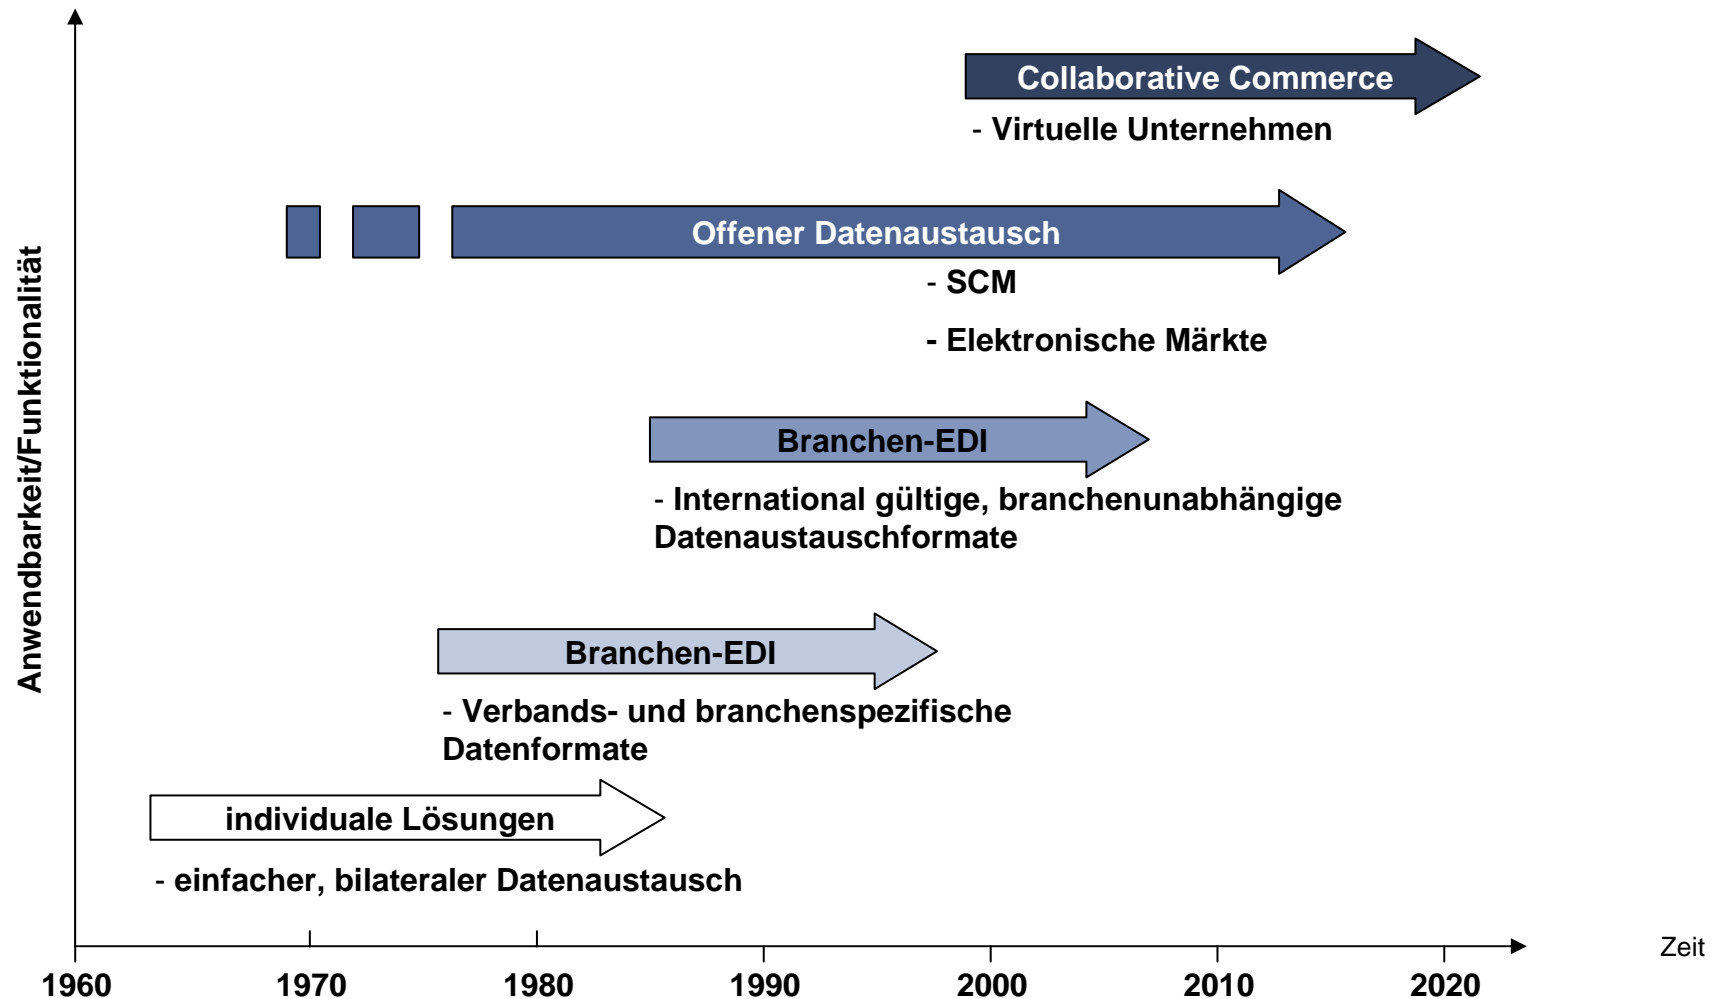 Collaborative Commerce
- Virtuelle Unternehmen
Offener Datenaustausch
- SCM
- Elektronische Märkte
Anwendbarkeit/Funktionalität
Branchen-EDI
- International gültige, branchenunabhängige
Datenaustauschformate
Branchen-EDI
- Verbands- und branchenspezifische
Datenformate
individuale Lösungen
- einfacher, bilateraler Datenaustausch
Zeit
1960 1970 1980 1990 2000 2010 2020